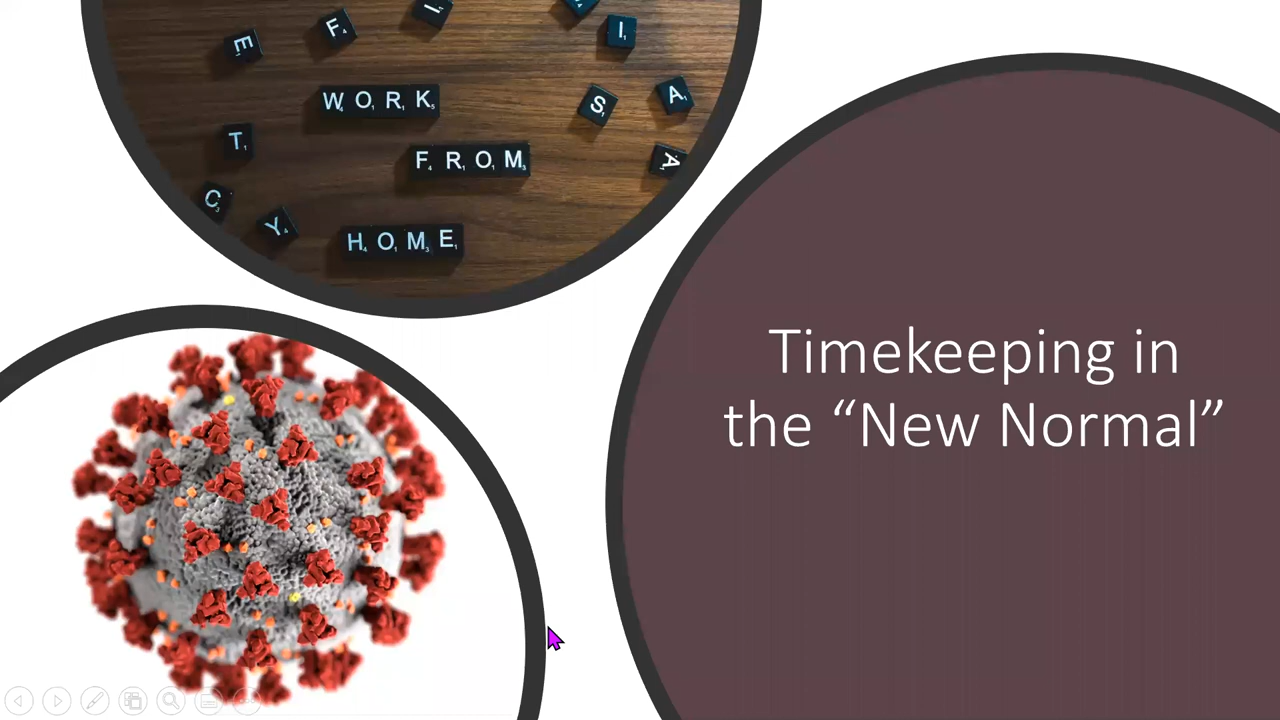 E
F
I
I
WORK
S
A
T
FROM
A
C
Y
HOME
Timekeeping in
the “New Normal”